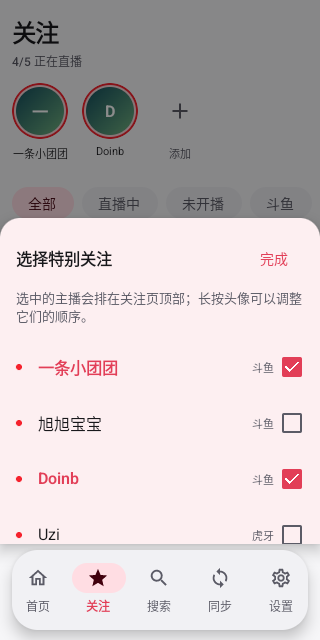 关注
4/5 正在直播
一
D
一条小团团
Doinb
添加
全部
直播中
未开播
斗鱼
选择特别关注
完成
选中的主播会排在关注页顶部；长按头像可以调整
它们的顺序。
一条小团团
斗鱼
旭旭宝宝
斗鱼
Doinb
斗鱼
Uzi
虎牙
首页
关注
搜索
同步
设置